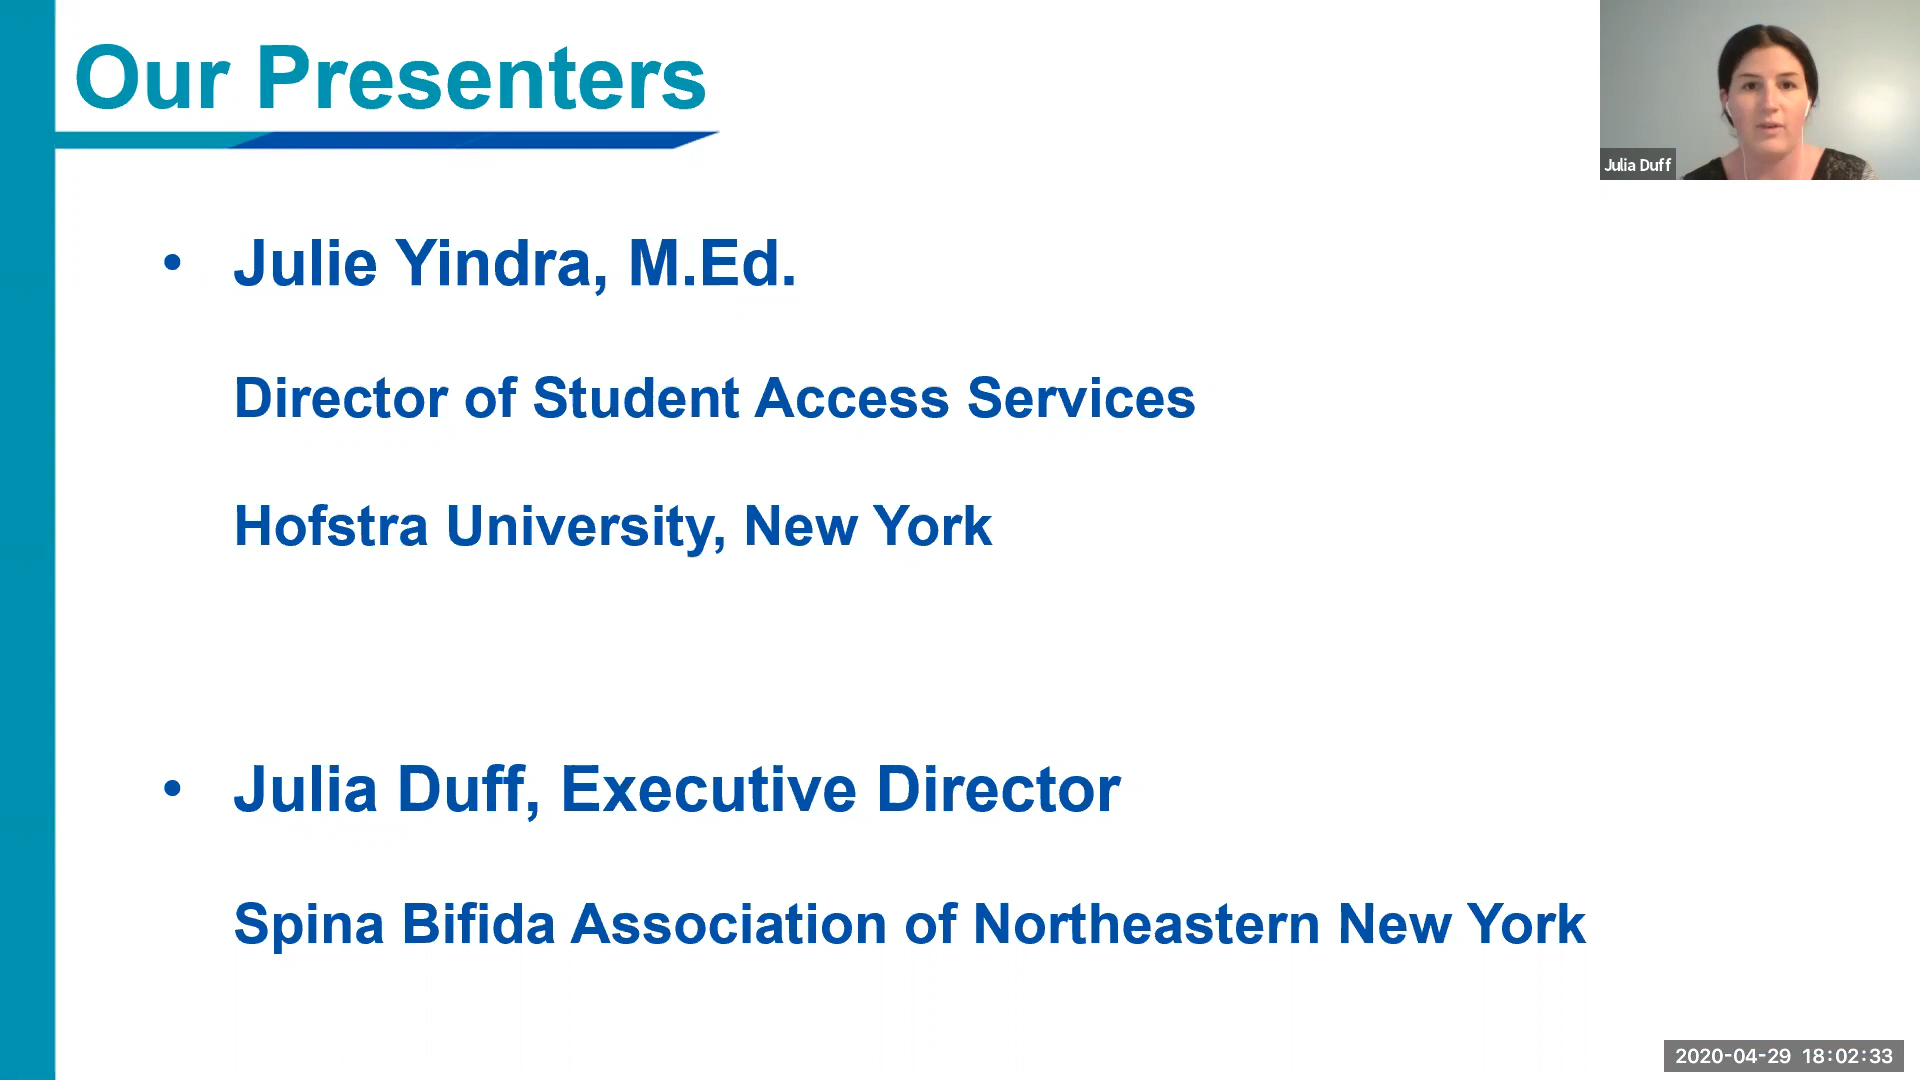 Our Presenters
Julia Duff
• Julie Yindra, M.Ed.
Director of Student Access Services
Hofstra University, New York
• Julia Duff, Executive Director
Spina Bifida Association of Northeastern New York
2020-04-29 18:02:33